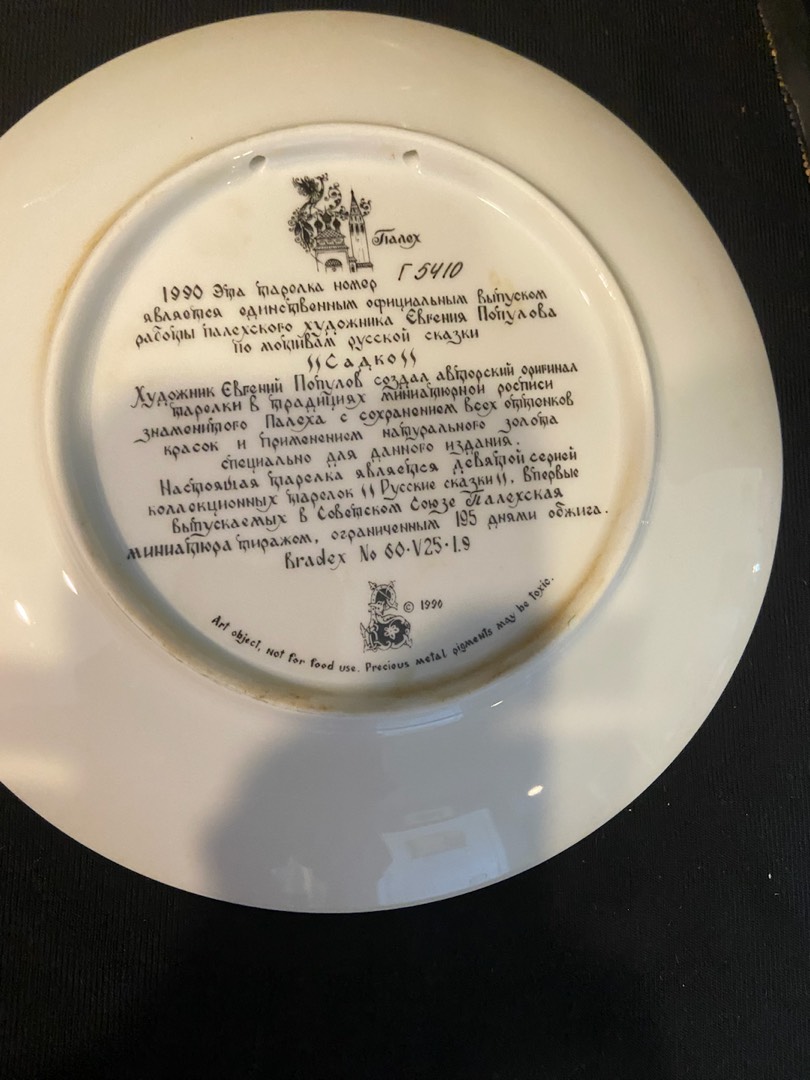 Палех
1990 Эта тарелка номер Г 5410
является единственным официальным выпуском
работы палехского художника Евгения Популова
по мотивам русской сказки
"Садко"
Художник Евгений Популов создал авторский оригинал
тарелки в традициях миниатюрной росписи
знаменитого Палеха с сохранением всех оттенков
красок и применением натурального золота
специально для данного издания.
Настоящая тарелка является девятой серией
коллекционных тарелок "Русские сказки", впервые
выпускаемых в Советском Союзе Палехская
миниатюра тиражом, ограниченным 195 днями обжига.
Bradex No 60·V25·1.9
© 1990
Art object, not for food use. Precious metal pigments may be toxic.